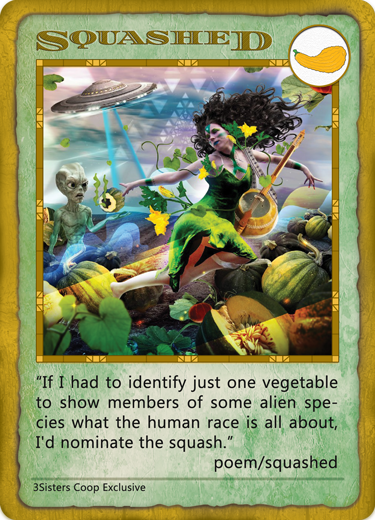 SQUASHED
"If I had to identify just one vegetable
to show members of some alien spe-
cies what the human race is all about,
I'd nominate the squash."
poem/squashed
3Sisters Coop Exclusive